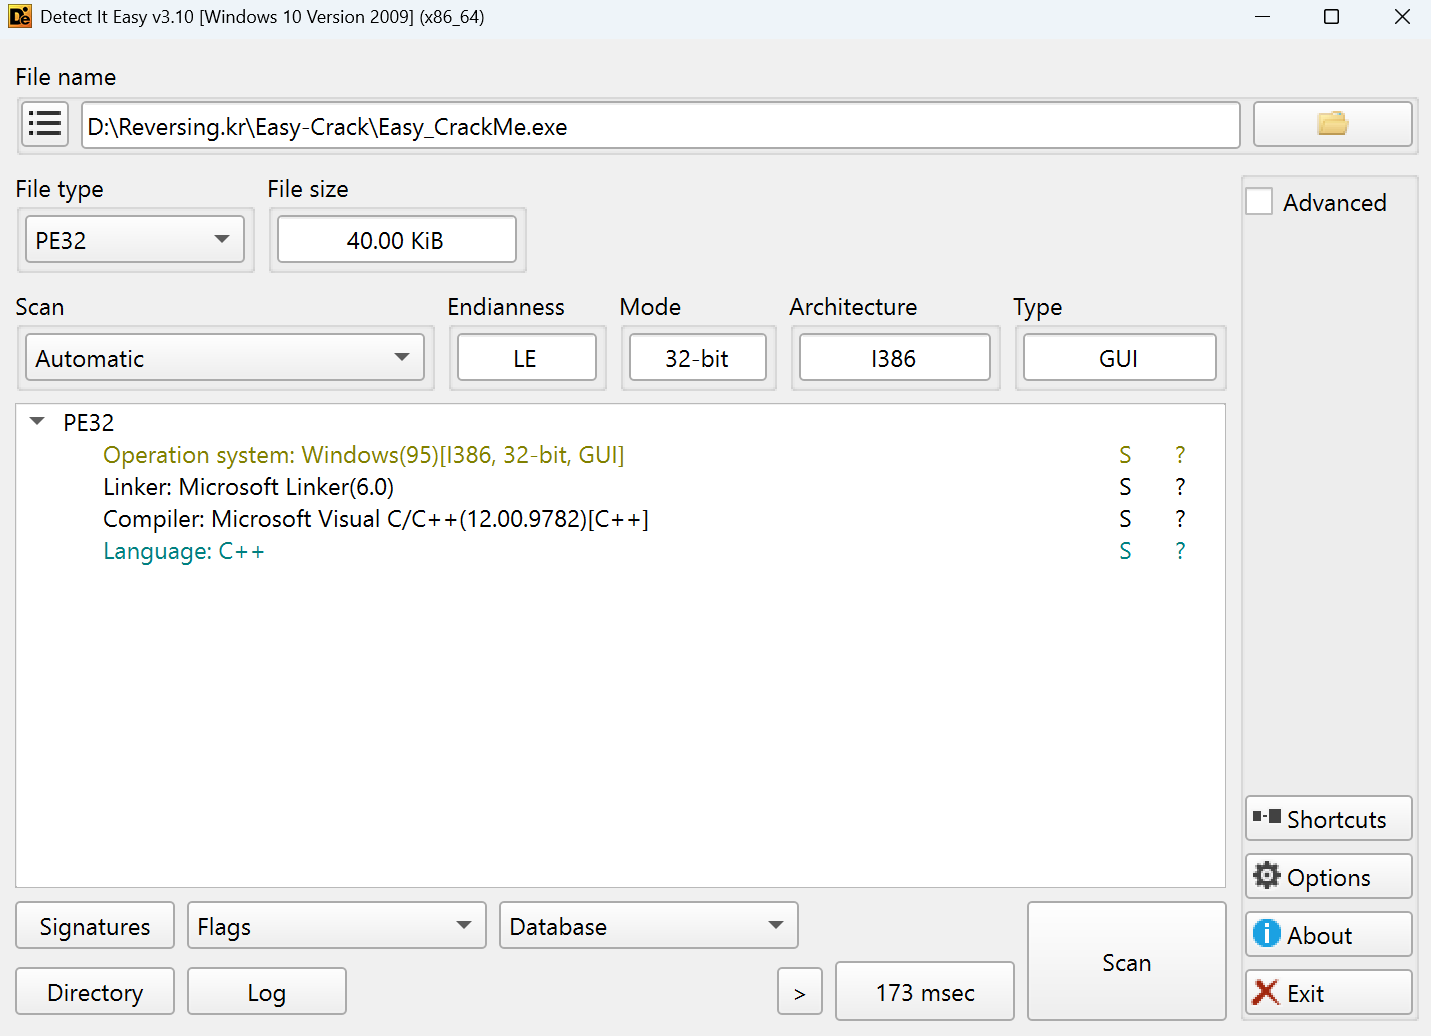 Detect It Easy v3.10 [Windows 10 Version 2009] (x86_64)
File name
D:\Reversing.kr\Easy-Crack\Easy_CrackMe.exe
File type File size
PE32 40.00 KiB
Advanced
Scan Endianness Mode Architecture Type
Automatic LE 32-bit I386 GUI
PE32
Operation system: Windows(95)[I386, 32-bit, GUI] S ?
Linker: Microsoft Linker(6.0) S ?
Compiler: Microsoft Visual C/C++(12.00.9782)[C++] S ?
Language: C++ S ?
Shortcuts
Options
About
Exit
Signatures Flags Database
Directory Log > 173 msec Scan